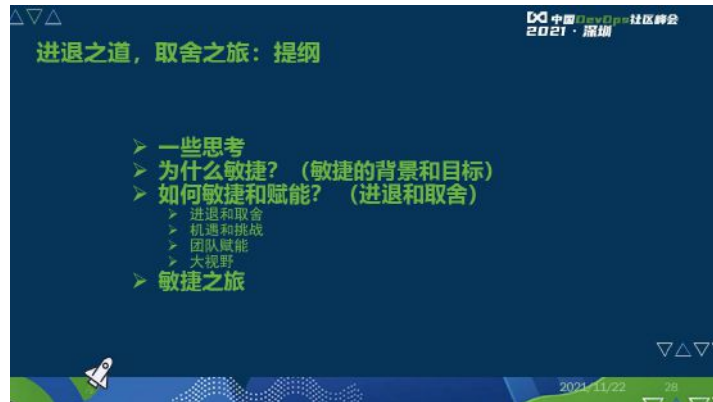 中国DevOps社区峰会
2021 · 深圳
进退之道，取舍之旅：提纲
➢ 一些思考
➢ 为什么敏捷？（敏捷的背景和目标）
➢ 如何敏捷和赋能？（进退和取舍）
➢ 进退和取舍
➢ 机遇和挑战
➢ 团队赋能
➢ 大视野
➢ 敏捷之旅
2021/11/22 28